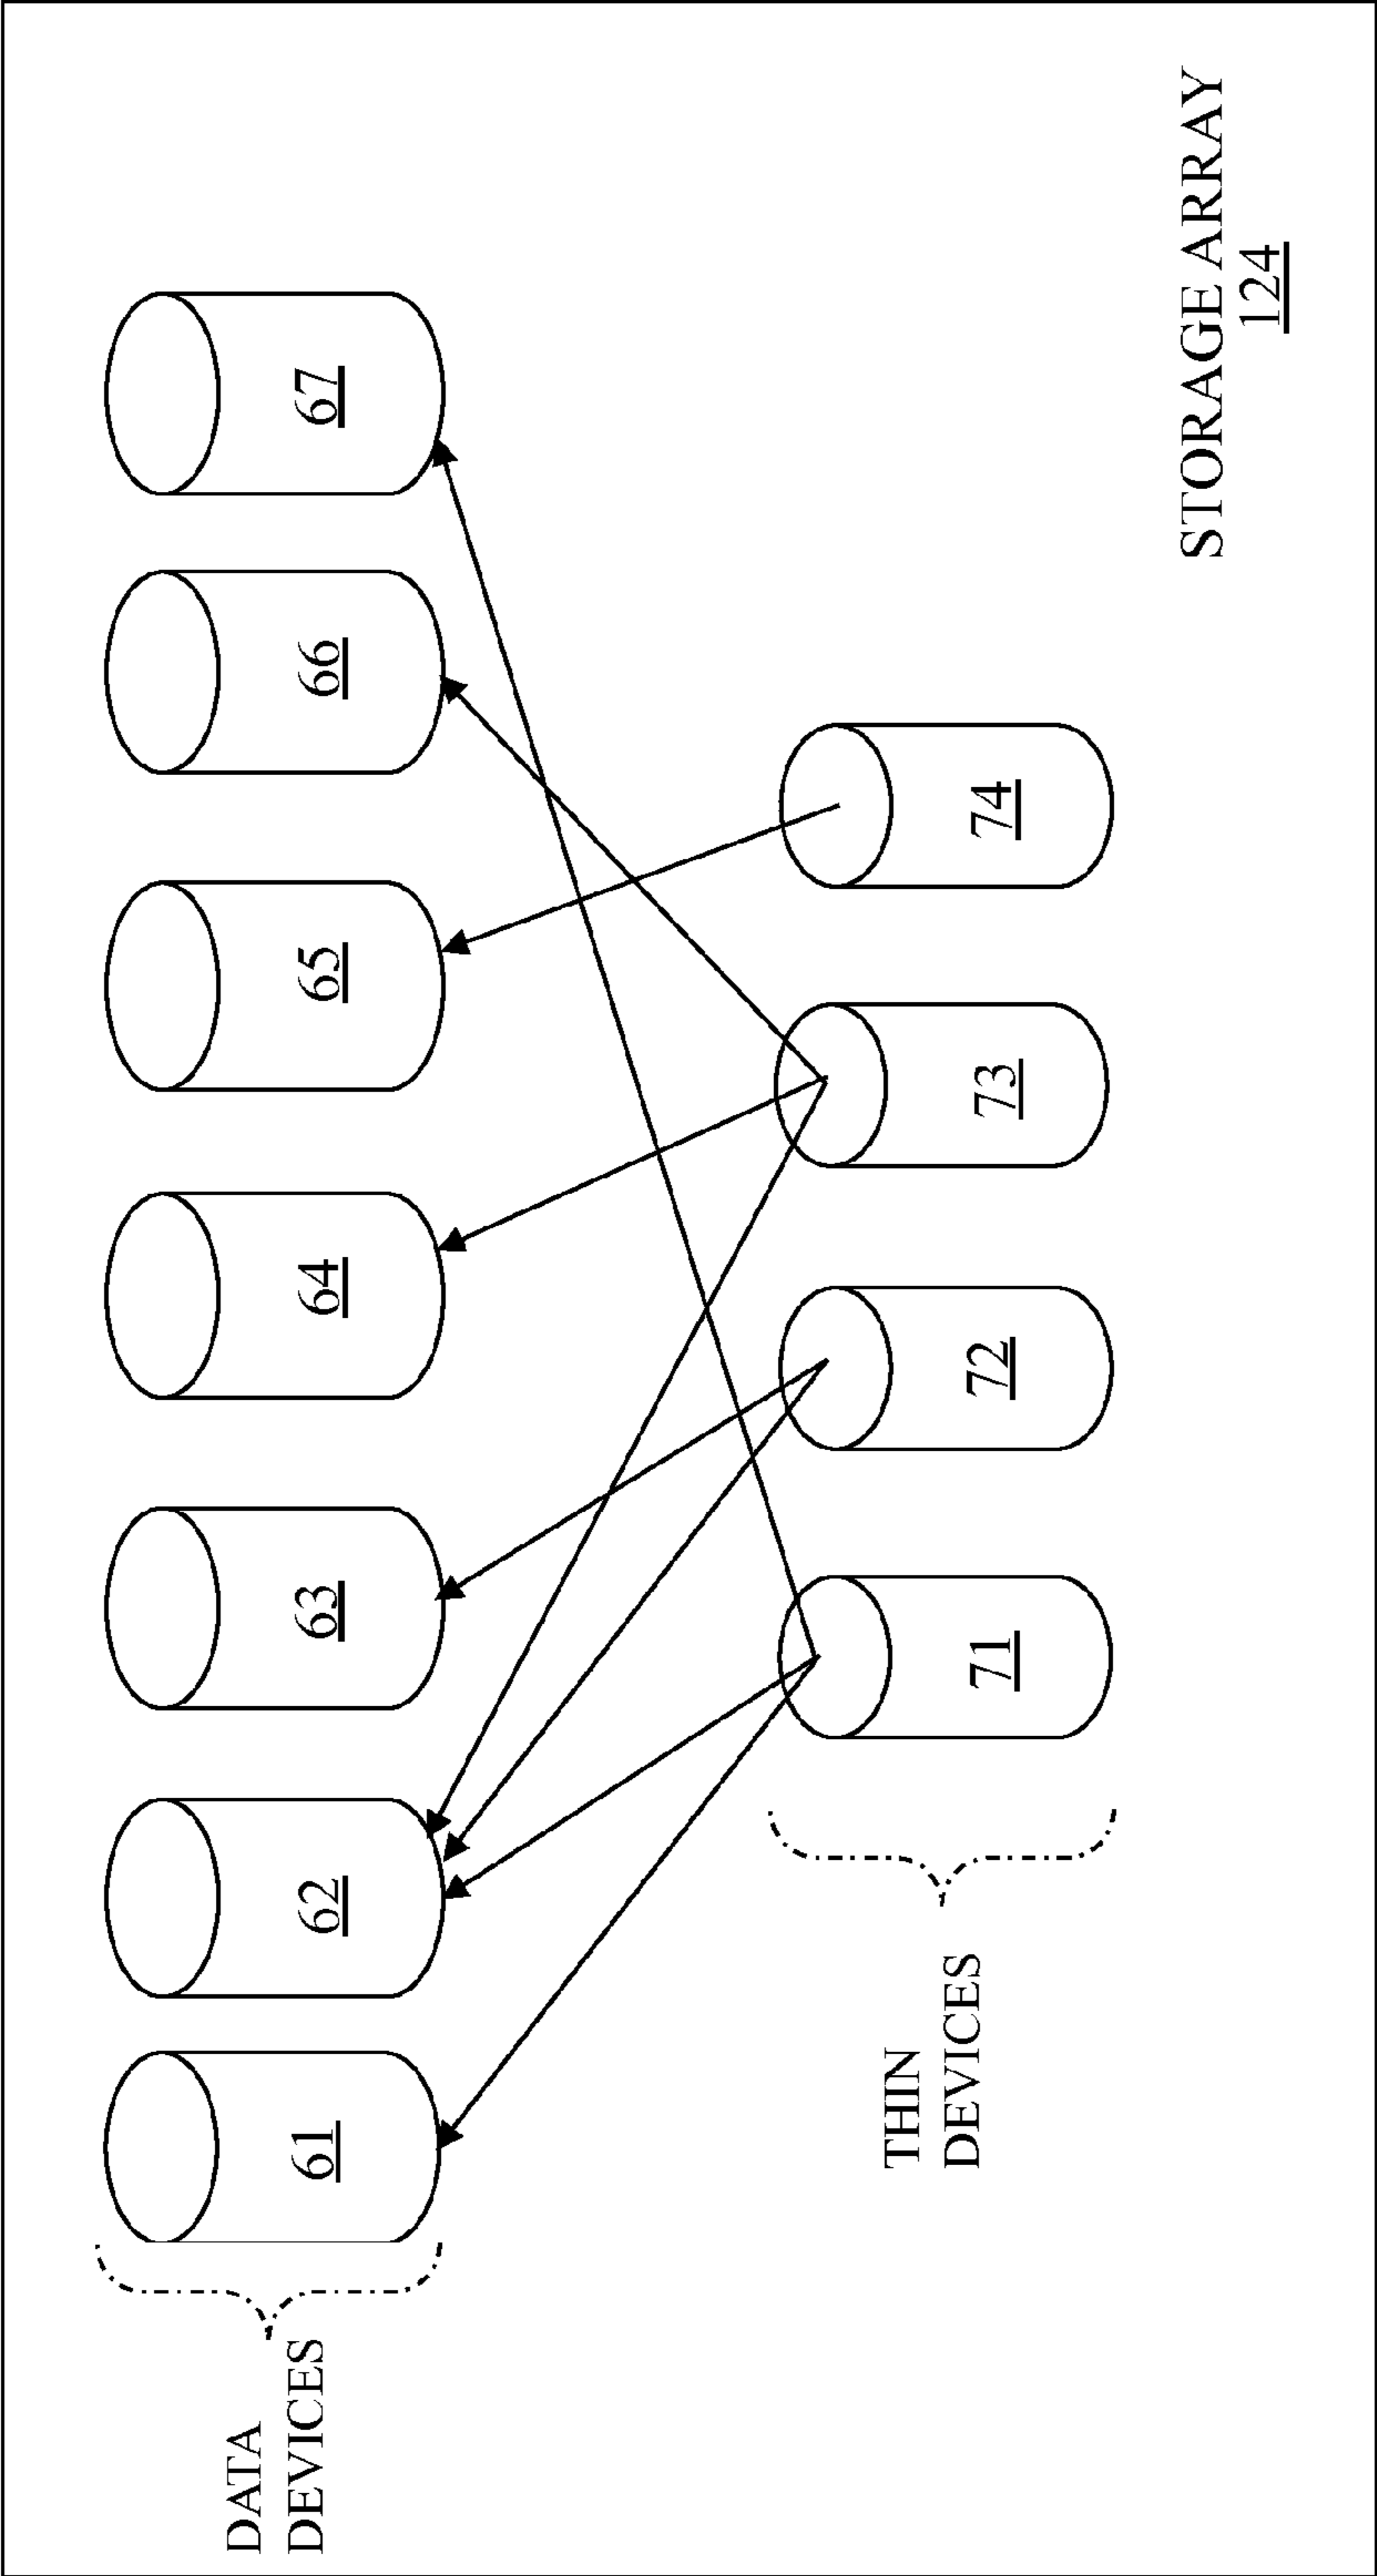 DATA
DEVICES
61
62
63
64
65
66
67
THIN
DEVICES
71
72
73
74
STORAGE ARRAY
124